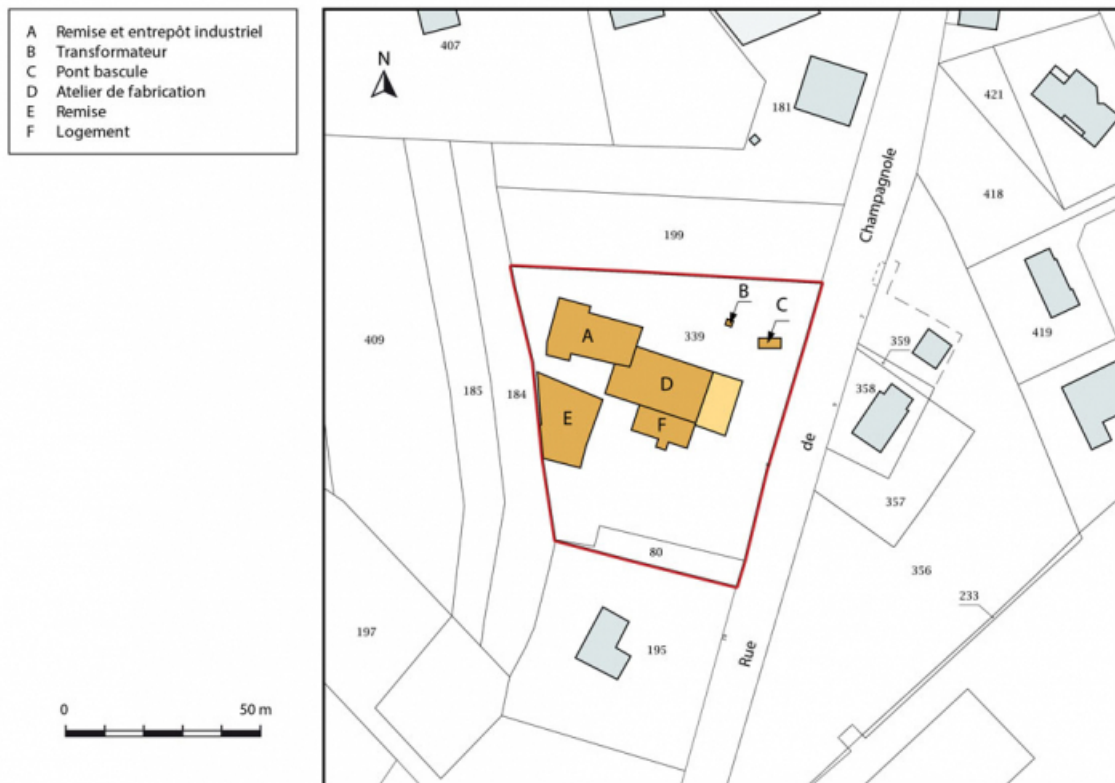 A Remise et entrepôt industriel
B Transformateur
C Pont bascule
D Atelier de fabrication
E Remise
F Logement
N
407
181
421
418
Champagnole
199
B
C
339
A
359
419
409
185
184
D
358
E
F
de
357
80
356
233
197
195
Rue
0 50 m